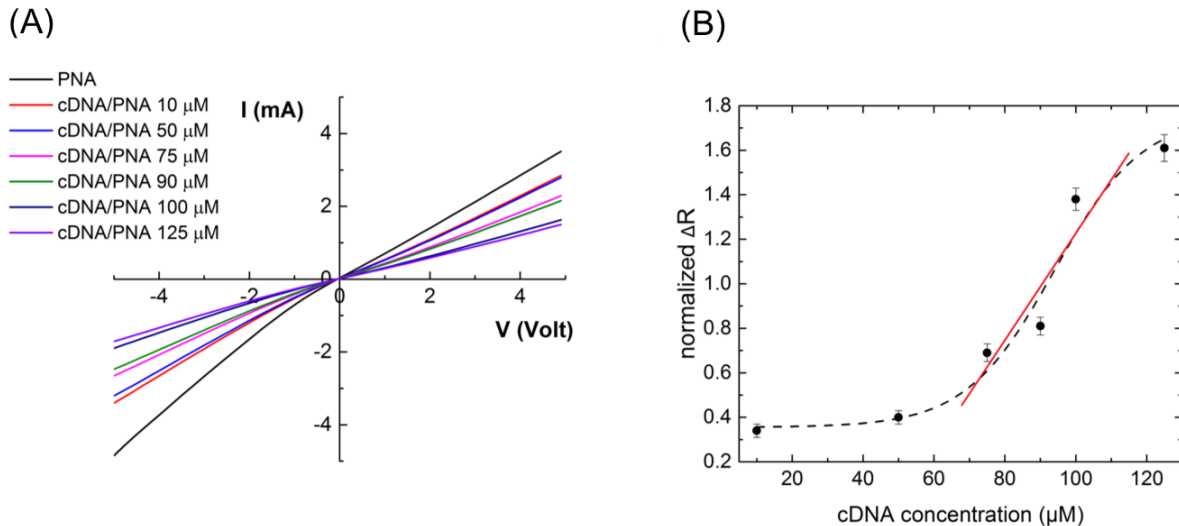 (A)
PNA
cDNA/PNA 10 μM
cDNA/PNA 50 μM
cDNA/PNA 75 μM
cDNA/PNA 90 μM
cDNA/PNA 100 μM
cDNA/PNA 125 μM
I (mA)
4
2
0
-2
-4
-4
-2
0
2
4
V (Volt)
(B)
normalized ΔR
1.8
1.6
1.4
1.2
1.0
0.8
0.6
0.4
0.2
20 40 60 80 100 120
cDNA concentration (μM)